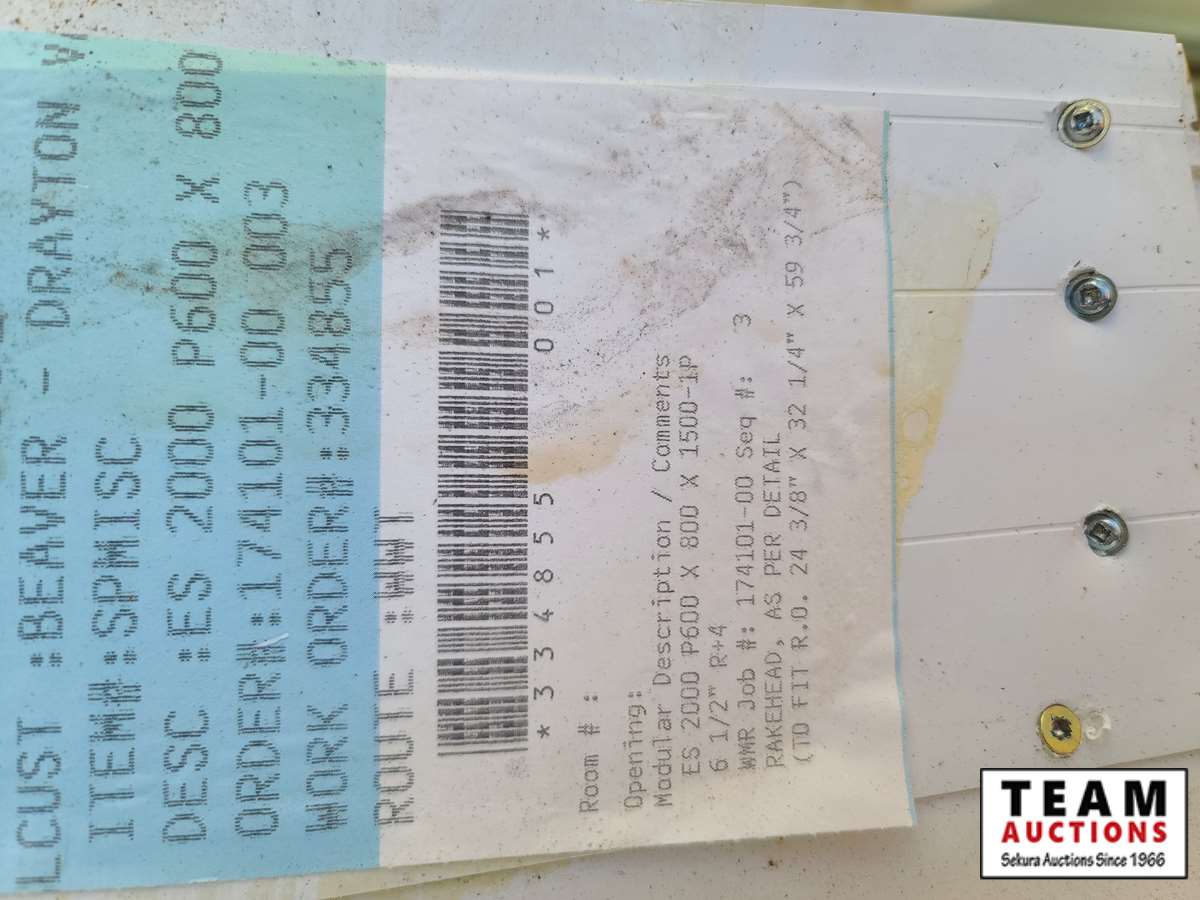 LCUST :BEAVER - DRAYTON
ITEM#:SPMISC
DESC :ES 2000 P600 X 800
ORDER#:174101-00 003
WORK ORDER#:334855
ROUTE :WWT
*334855 001*
Room # :
Opening:
Modular Description / Comments
ES 2000 P600 X 800 X 1500-1P
6 1/2" R+4
WMR Job #: 174101-00 Seq #: 3
RAKEHEAD, AS PER DETAIL
(TO FIT R.O. 24 3/8" X 32 1/4" X 59 3/4")
TEAM
AUCTIONS
Sekura Auctions Since 1966